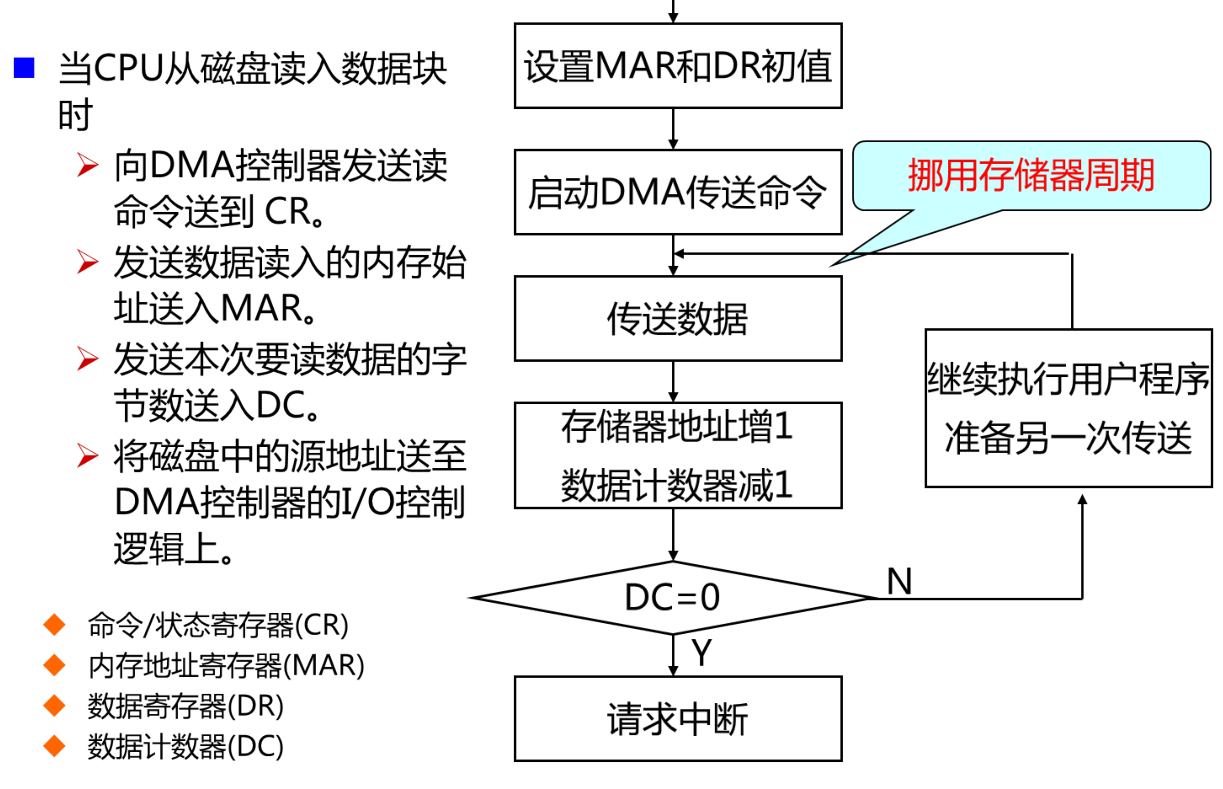 当CPU从磁盘读入数据块
时
向DMA控制器发送读
命令送到 CR。
发送数据读入的内存始
址送入MAR。
发送本次要读数据的字
节数送入DC。
将磁盘中的源地址送至
DMA控制器的I/O控制
逻辑上。
命令/状态寄存器(CR)
内存地址寄存器(MAR)
数据寄存器(DR)
数据计数器(DC)
设置MAR和DR初值
启动DMA传送命令
挪用存储器周期
传送数据
存储器地址增1
数据计数器减1
继续执行用户程序
准备另一次传送
DC=0
N
Y
请求中断